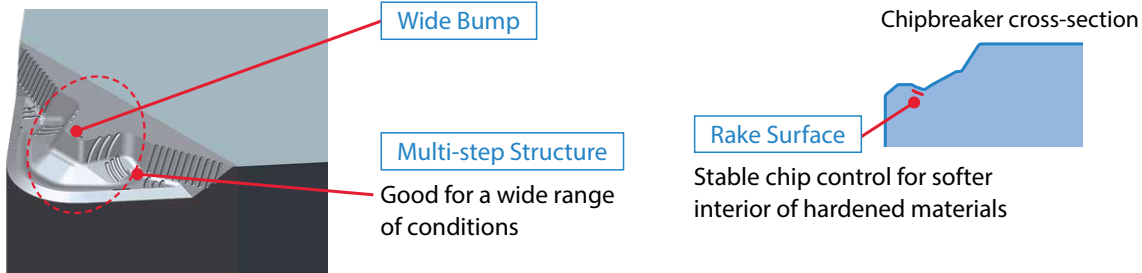 Wide Bump
Multi-step Structure
Good for a wide range
of conditions
Chipbreaker cross-section
Rake Surface
Stable chip control for softer
interior of hardened materials